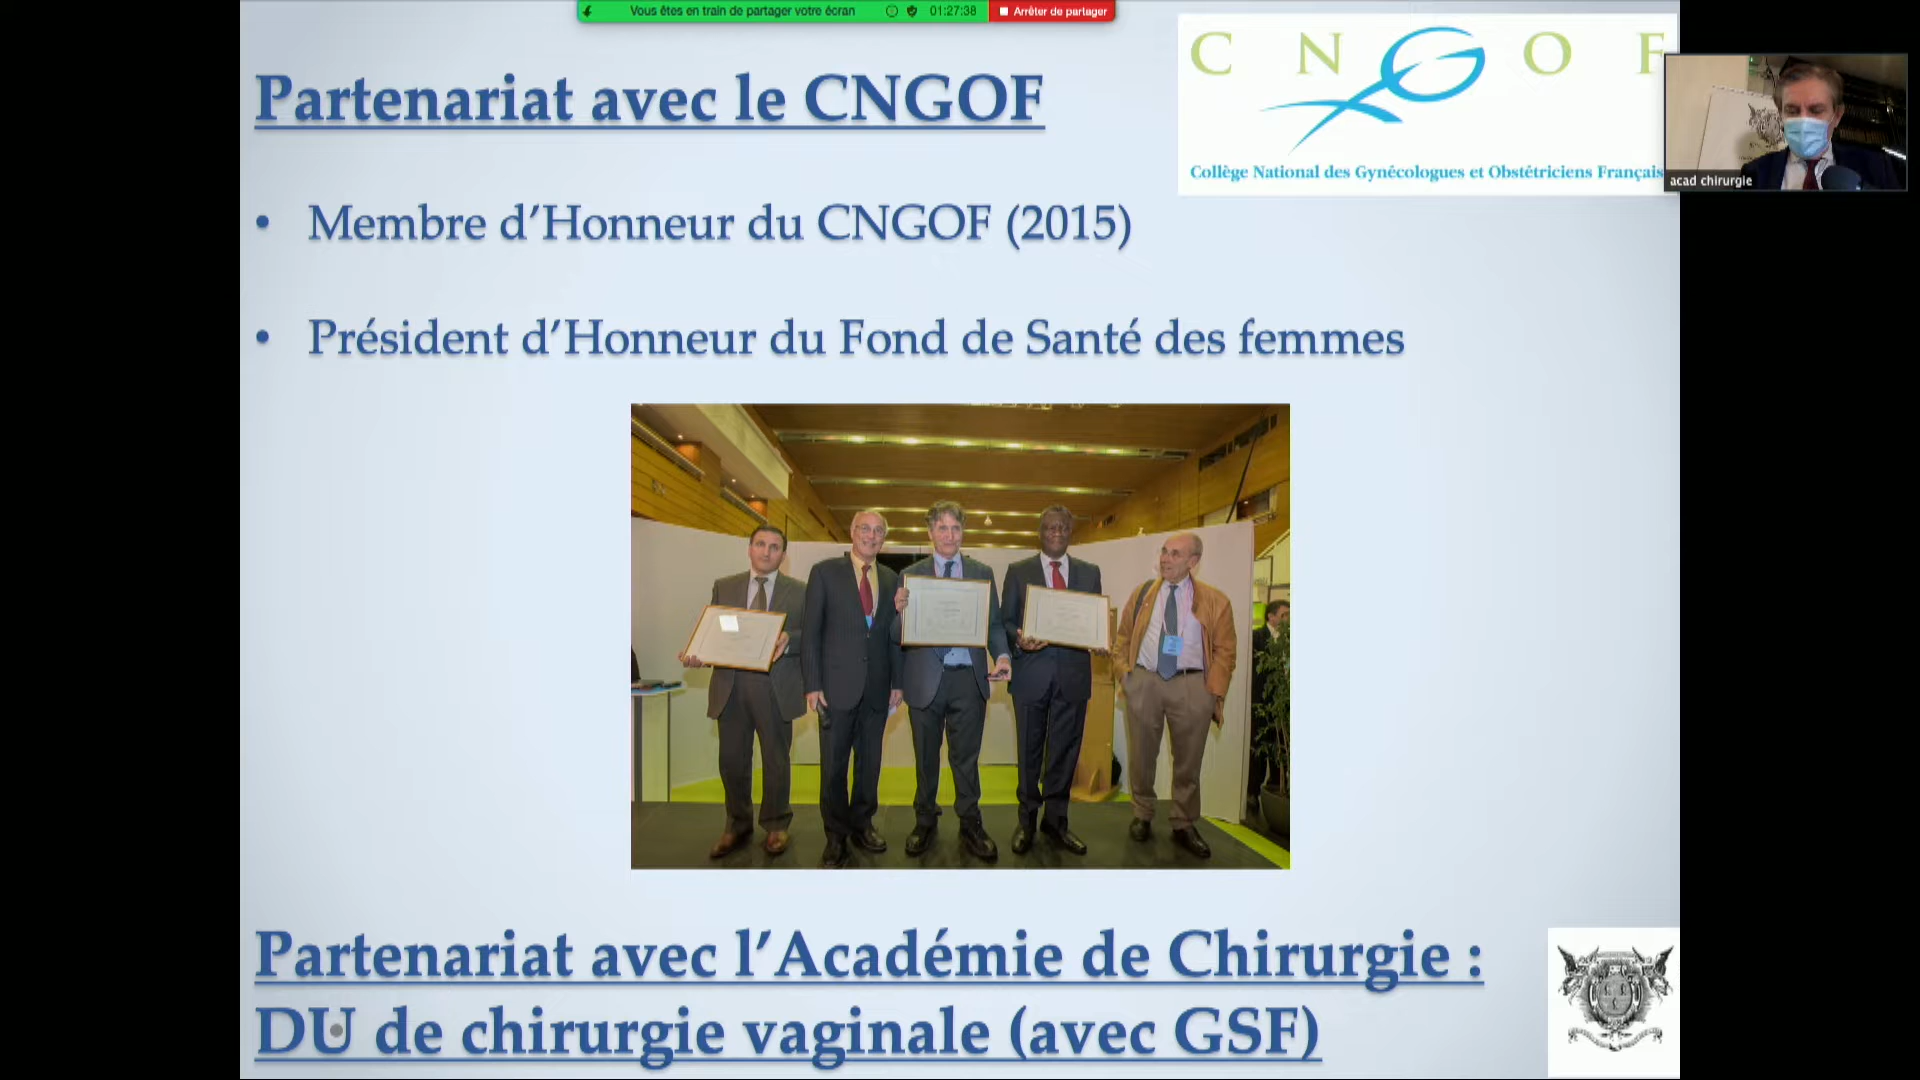 Vous êtes en train de partager votre écran
01:27:38
Arrêter de partager
C N G O F
Collège National des Gynécologues et Obstétriciens Français
acad chirurgie
Partenariat avec le CNGOF
• Membre d’Honneur du CNGOF (2015)
• Président d’Honneur du Fond de Santé des femmes
Partenariat avec l’Académie de Chirurgie :
DU de chirurgie vaginale (avec GSF)